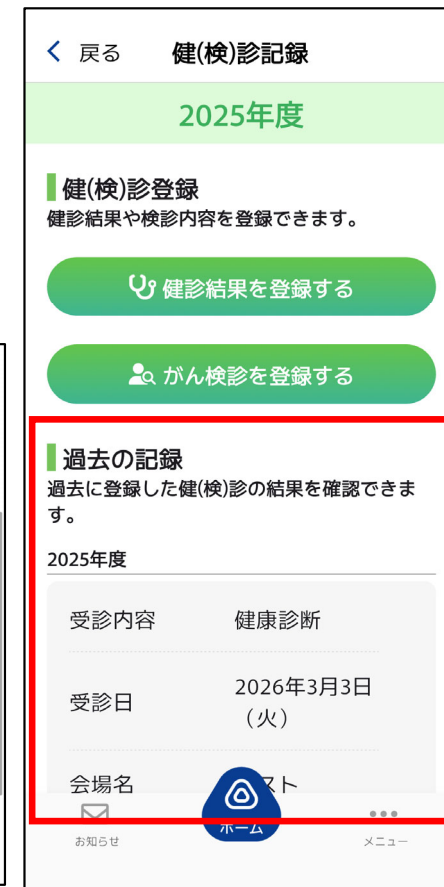 戻る 健(検)診記録
2025年度
健(検)診登録
健診結果や検診内容を登録できます。
健診結果を登録する
がん検診を登録する
過去の記録
過去に登録した健(検)診の結果を確認できま
す。
2025年度
受診内容 健康診断
受診日 2026年3月3日
（火）
会場名 スト
お知らせ ホーム メニュー